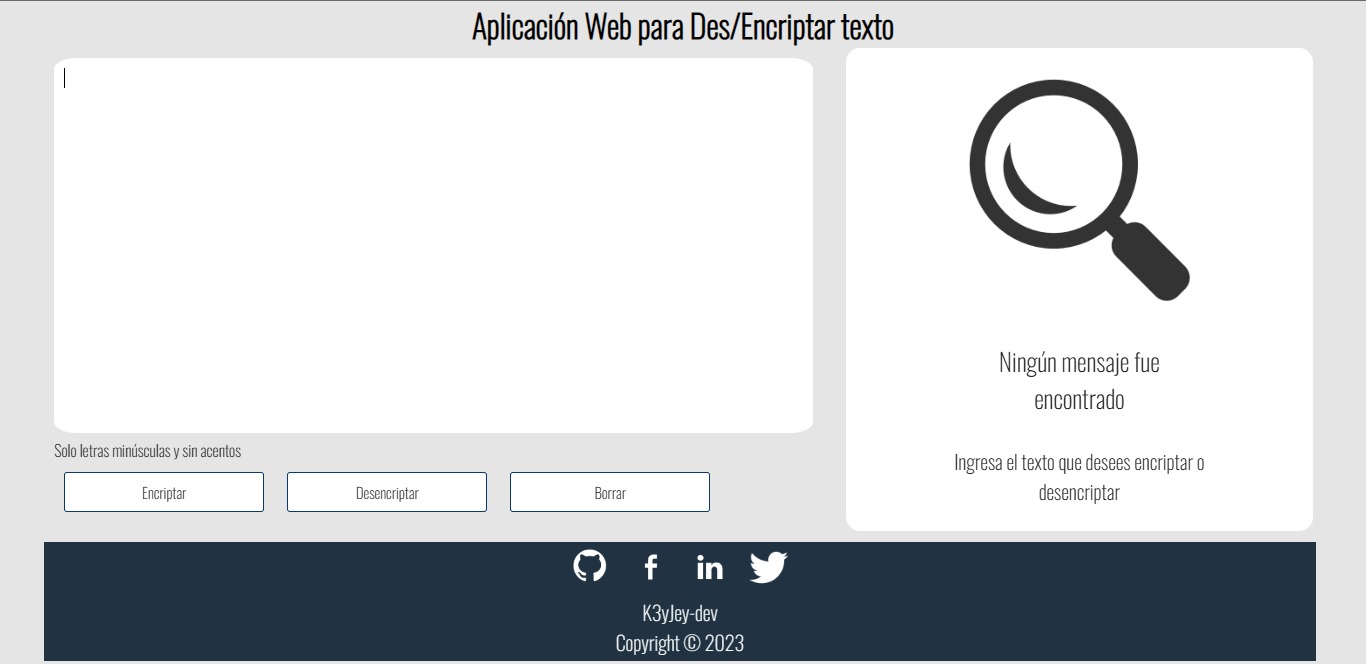 Aplicación Web para Des/Encriptar texto
Solo letras minúsculas y sin acentos
Encriptar
Desencriptar
Borrar
Ningún mensaje fue
encontrado
Ingresa el texto que desees encriptar o
desencriptar
K3yJey-dev
Copyright © 2023